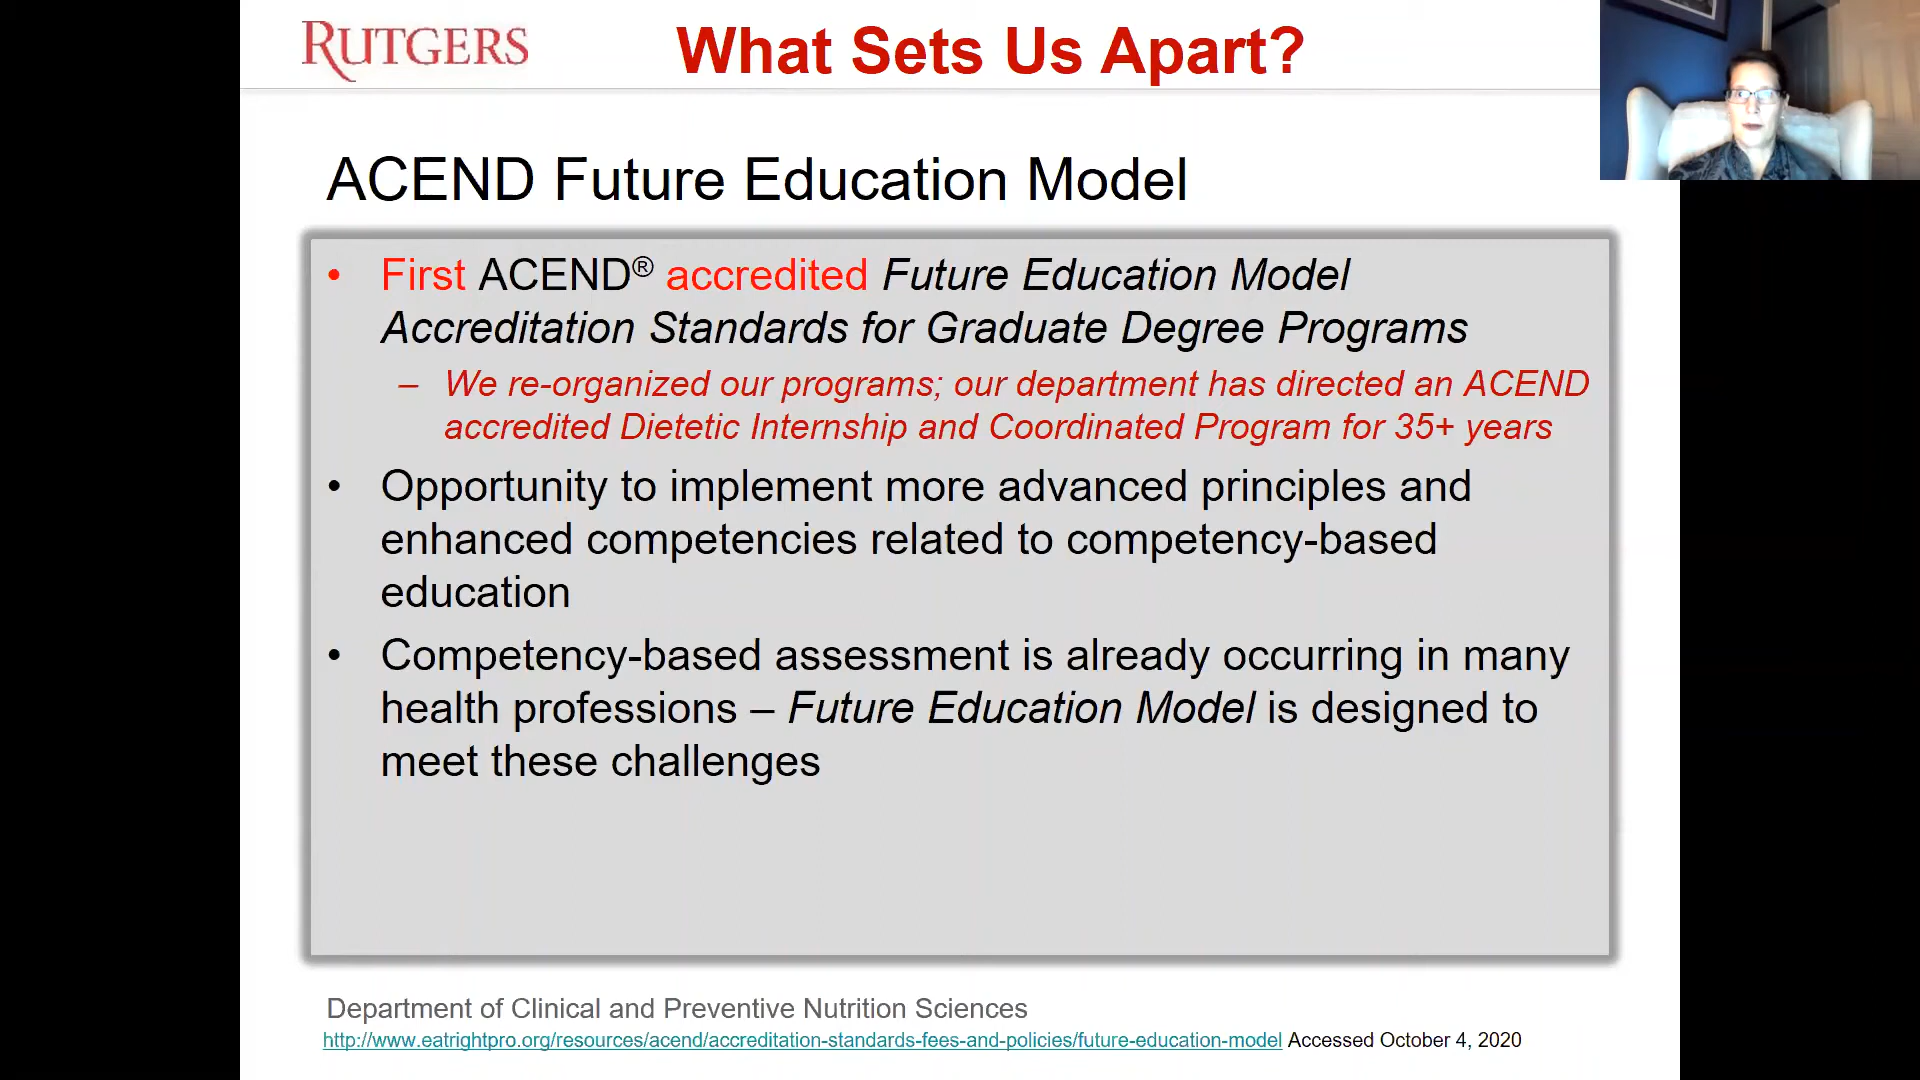 RUTGERS
What Sets Us Apart?
ACEND Future Education Model
• First ACEND® accredited Future Education Model
Accreditation Standards for Graduate Degree Programs
– We re-organized our programs; our department has directed an ACEND
accredited Dietetic Internship and Coordinated Program for 35+ years
• Opportunity to implement more advanced principles and
enhanced competencies related to competency-based
education
• Competency-based assessment is already occurring in many
health professions – Future Education Model is designed to
meet these challenges
Department of Clinical and Preventive Nutrition Sciences
http://www.eatrightpro.org/resources/acend/accreditation-standards-fees-and-policies/future-education-model Accessed October 4, 2020